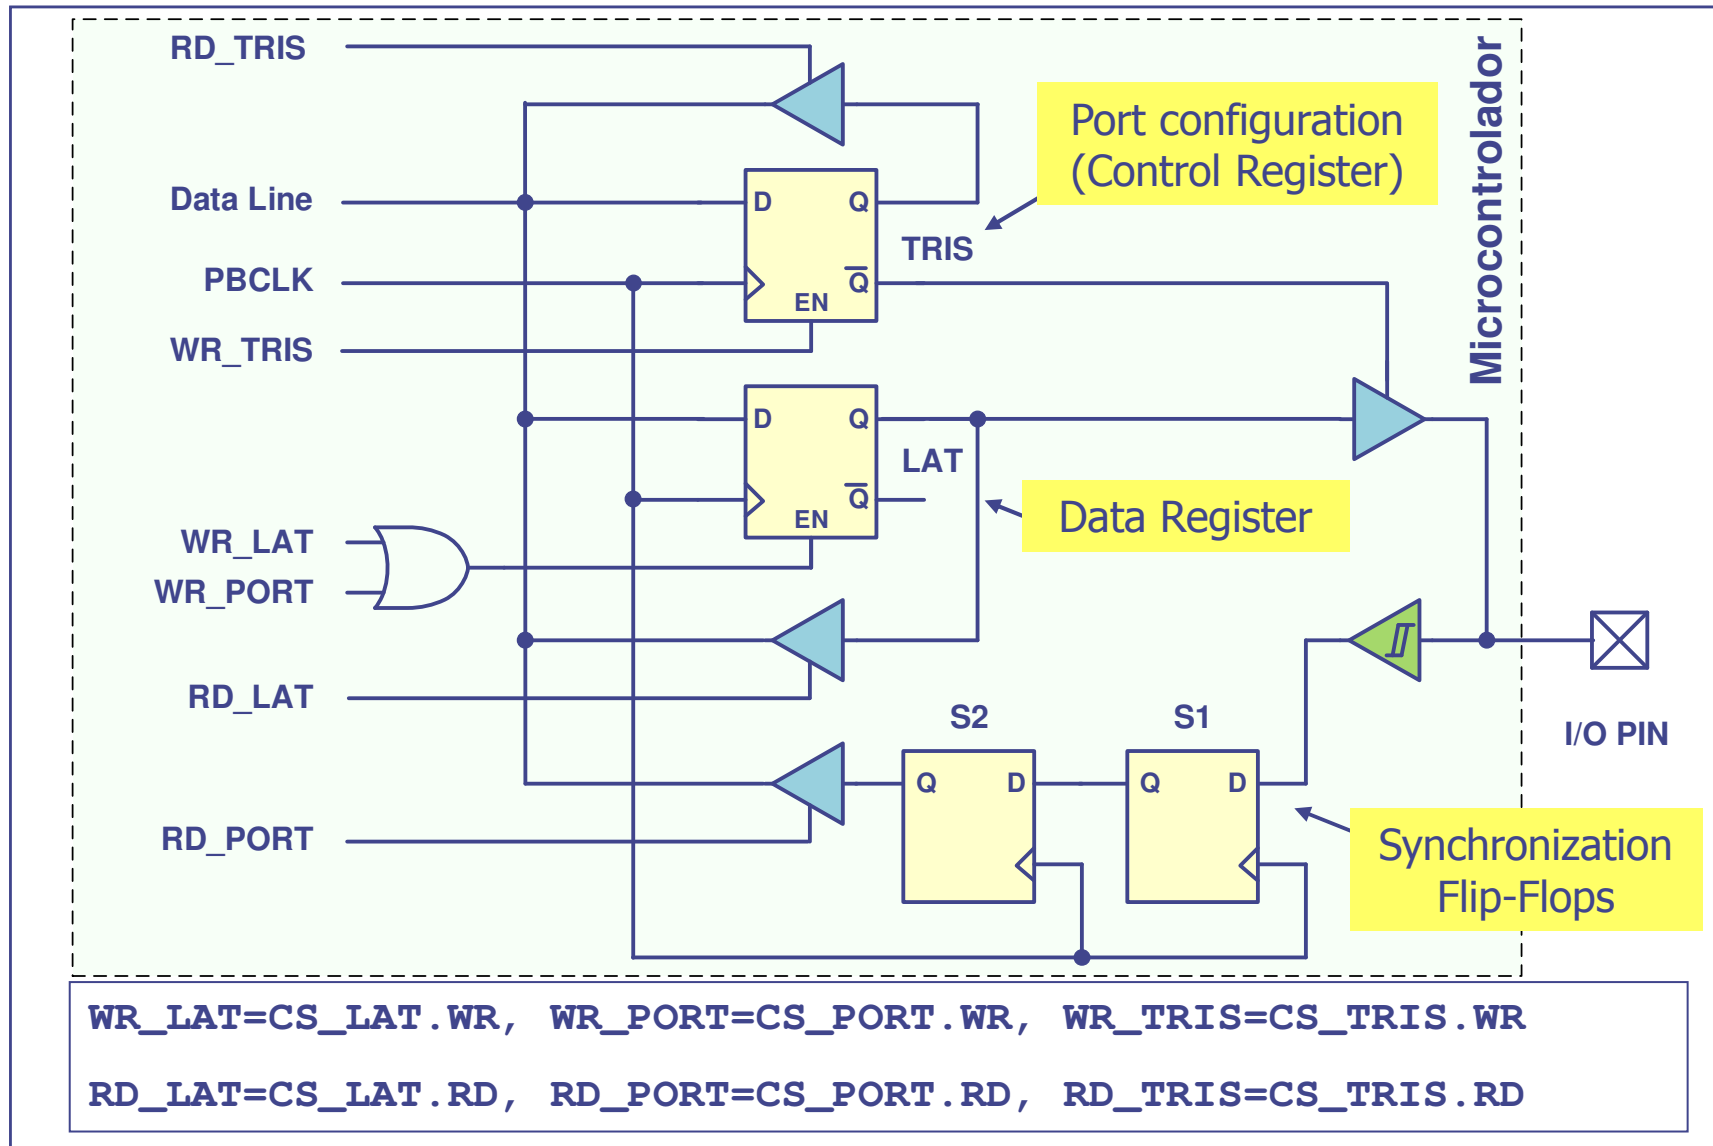 RD_TRIS
Microcontrolador
Port configuration
(Control Register)
Data Line
D
Q
TRIS
PBCLK
Q̅
EN
WR_TRIS
D
Q
LAT
Q̅
EN
Data Register
WR_LAT
WR_PORT
RD_LAT
S2
S1
I/O PIN
Q
D
Q
D
RD_PORT
Synchronization
Flip-Flops
WR_LAT=CS_LAT.WR, WR_PORT=CS_PORT.WR, WR_TRIS=CS_TRIS.WR
RD_LAT=CS_LAT.RD, RD_PORT=CS_PORT.RD, RD_TRIS=CS_TRIS.RD